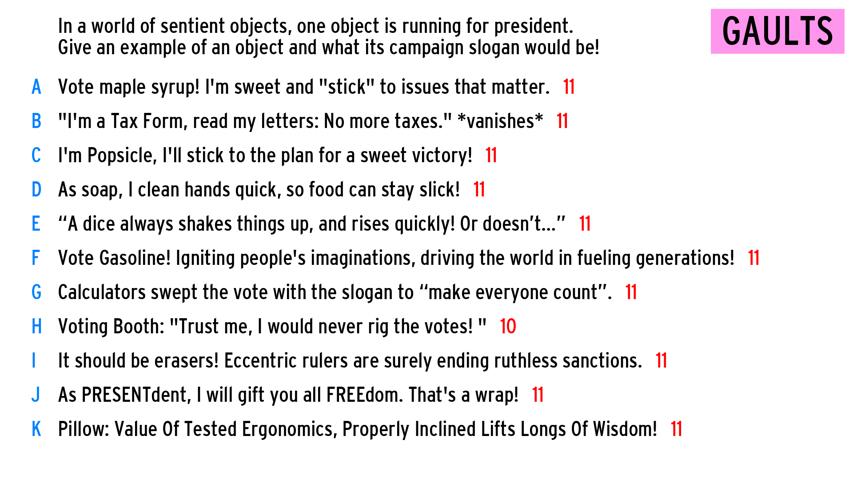 In a world of sentient objects, one object is running for president.
Give an example of an object and what its campaign slogan would be!
GAULTS
A Vote maple syrup! I'm sweet and "stick" to issues that matter. 11
B "I'm a Tax Form, read my letters: No more taxes." *vanishes* 11
C I'm Popsicle, I'll stick to the plan for a sweet victory! 11
D As soap, I clean hands quick, so food can stay slick! 11
E “A dice always shakes things up, and rises quickly! Or doesn’t...” 11
F Vote Gasoline! Igniting people's imaginations, driving the world in fueling generations! 11
G Calculators swept the vote with the slogan to “make everyone count”. 11
H Voting Booth: "Trust me, I would never rig the votes! " 10
I It should be erasers! Eccentric rulers are surely ending ruthless sanctions. 11
J As PRESENTdent, I will gift you all FREEdom. That's a wrap! 11
K Pillow: Value Of Tested Ergonomics, Properly Inclined Lifts Longs Of Wisdom! 11